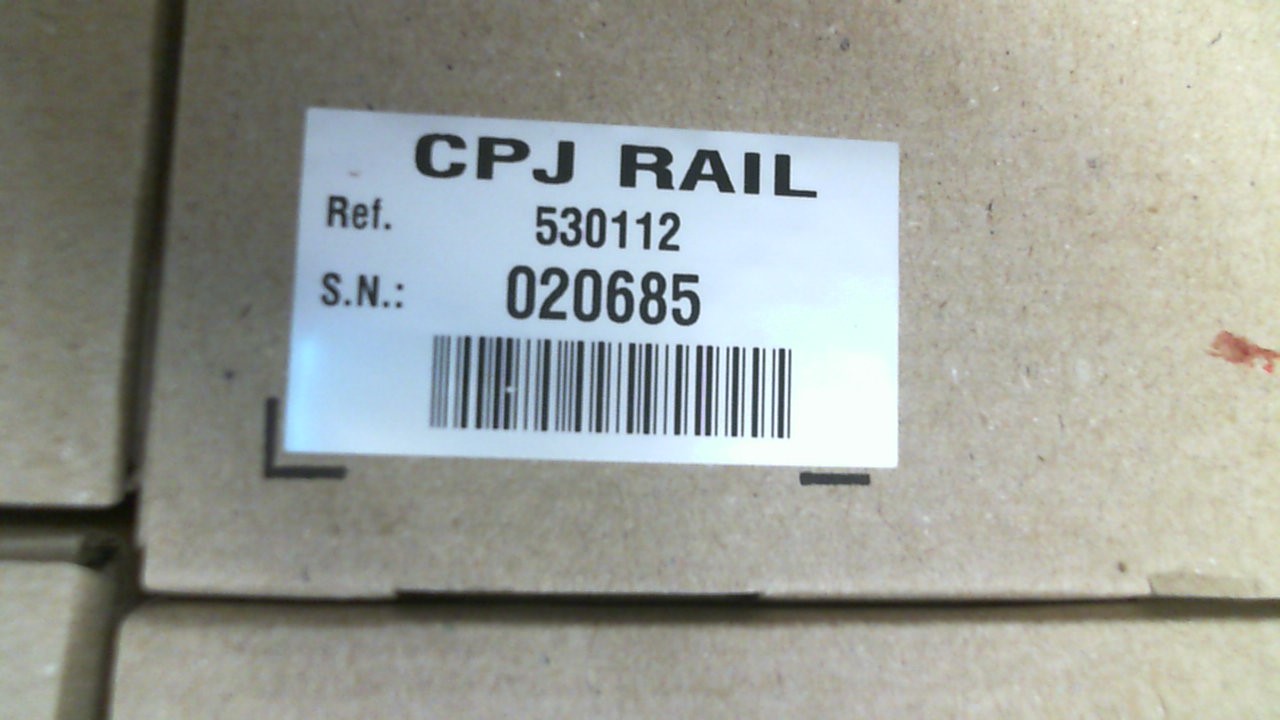 CPJ RAIL
Ref. 530112
S.N.: 020685